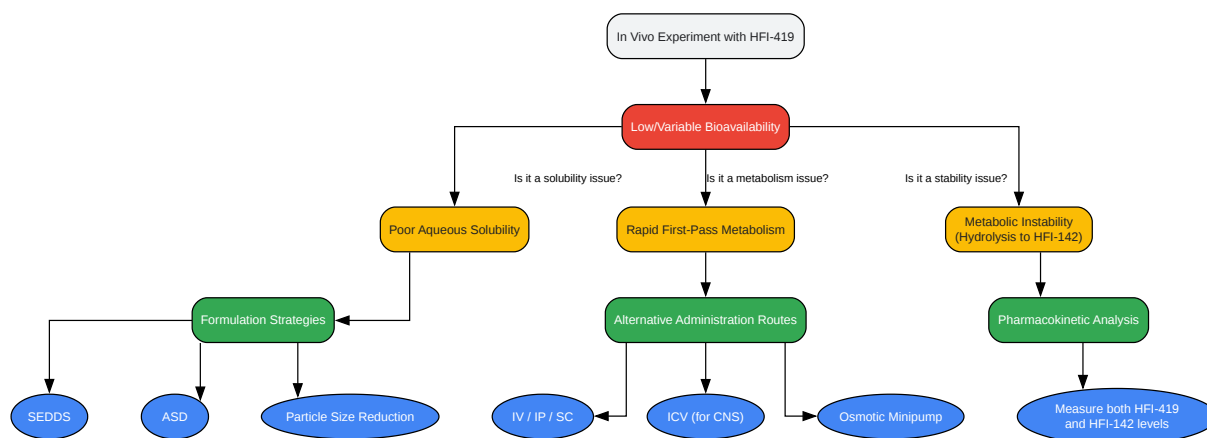 In Vivo Experiment with HFI-419
Low/Variable Bioavailability
Is it a solubility issue?
Is it a metabolism issue?
Is it a stability issue?
Poor Aqueous Solubility
Rapid First-Pass Metabolism
Metabolic Instability
(Hydrolysis to HFI-142)
Formulation Strategies
Alternative Administration Routes
Pharmacokinetic Analysis
SEDDS
ASD
Particle Size Reduction
IV / IP / SC
ICV (for CNS)
Osmotic Minipump
Measure both HFI-419
and HFI-142 levels